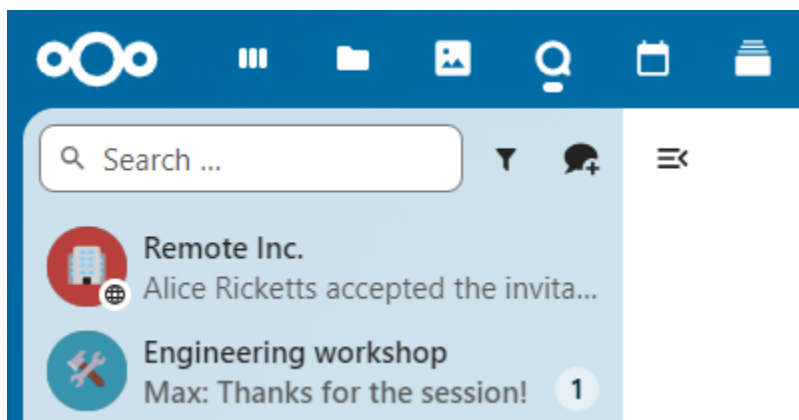 Search ...
Remote Inc.
Alice Ricketts accepted the invita...
Engineering workshop
Max: Thanks for the session! 1